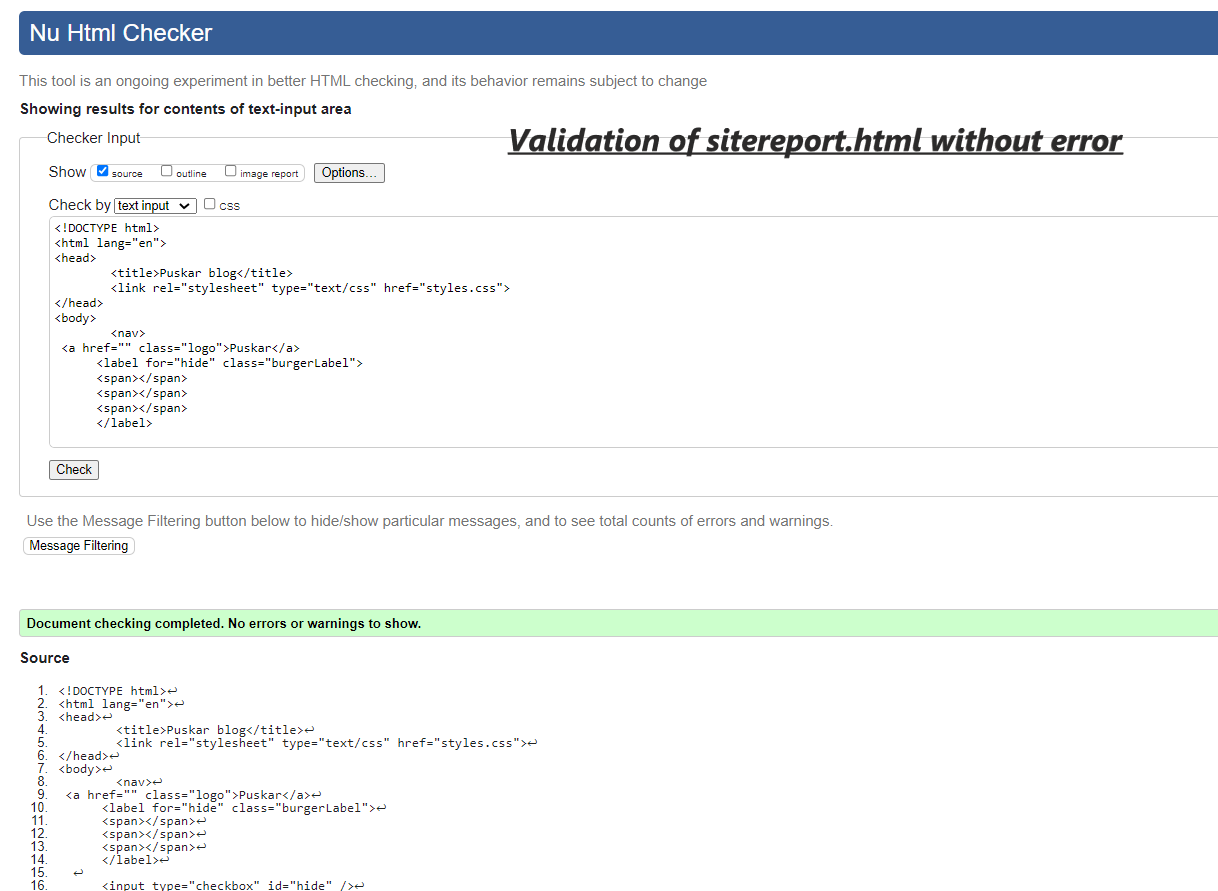 Nu Html Checker
This tool is an ongoing experiment in better HTML checking, and its behavior remains subject to change
Showing results for contents of text-input area
Checker Input
Validation of sitereport.html without error
Show source outline image report Options...
Check by text input css
<!DOCTYPE html>
<html lang="en">
<head>
<title>Puskar blog</title>
<link rel="stylesheet" type="text/css" href="styles.css">
</head>
<body>
<nav>
<a href="" class="logo">Puskar</a>
<label for="hide" class="burgerLabel">
<span></span>
<span></span>
<span></span>
</label>
Check
Use the Message Filtering button below to hide/show particular messages, and to see total counts of errors and warnings.
Message Filtering
Document checking completed. No errors or warnings to show.
Source
1. <!DOCTYPE html>↩
2. <html lang="en">↩
3. <head>↩
4. <title>Puskar blog</title>↩
5. <link rel="stylesheet" type="text/css" href="styles.css">↩
6. </head>↩
7. <body>↩
8. <nav>↩
9. <a href="" class="logo">Puskar</a>↩
10. <label for="hide" class="burgerLabel">↩
11. <span></span>↩
12. <span></span>↩
13. <span></span>↩
14. </label>↩
15. ↩
16. <input type="checkbox" id="hide" />↩